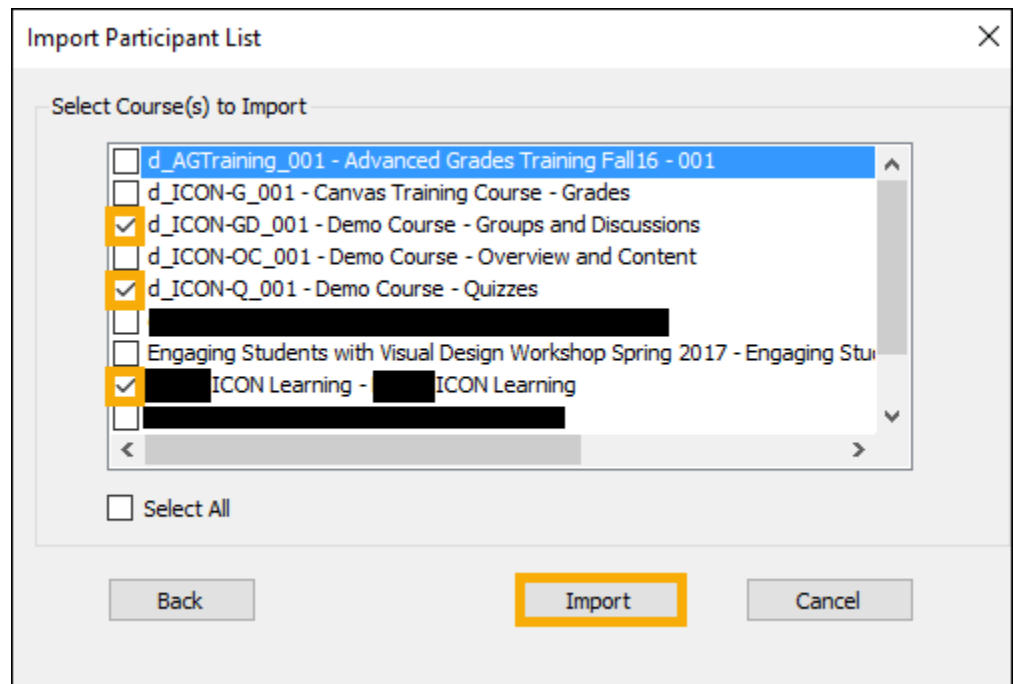 Import Participant List
Select Course(s) to Import
d_AGTraining_001 - Advanced Grades Training Fall16 - 001
d_ICON-G_001 - Canvas Training Course - Grades
d_ICON-GD_001 - Demo Course - Groups and Discussions
d_ICON-OC_001 - Demo Course - Overview and Content
d_ICON-Q_001 - Demo Course - Quizzes
Engaging Students with Visual Design Workshop Spring 2017 - Engaging
ICON Learning - ICON Learning
Select All
Back Import Cancel